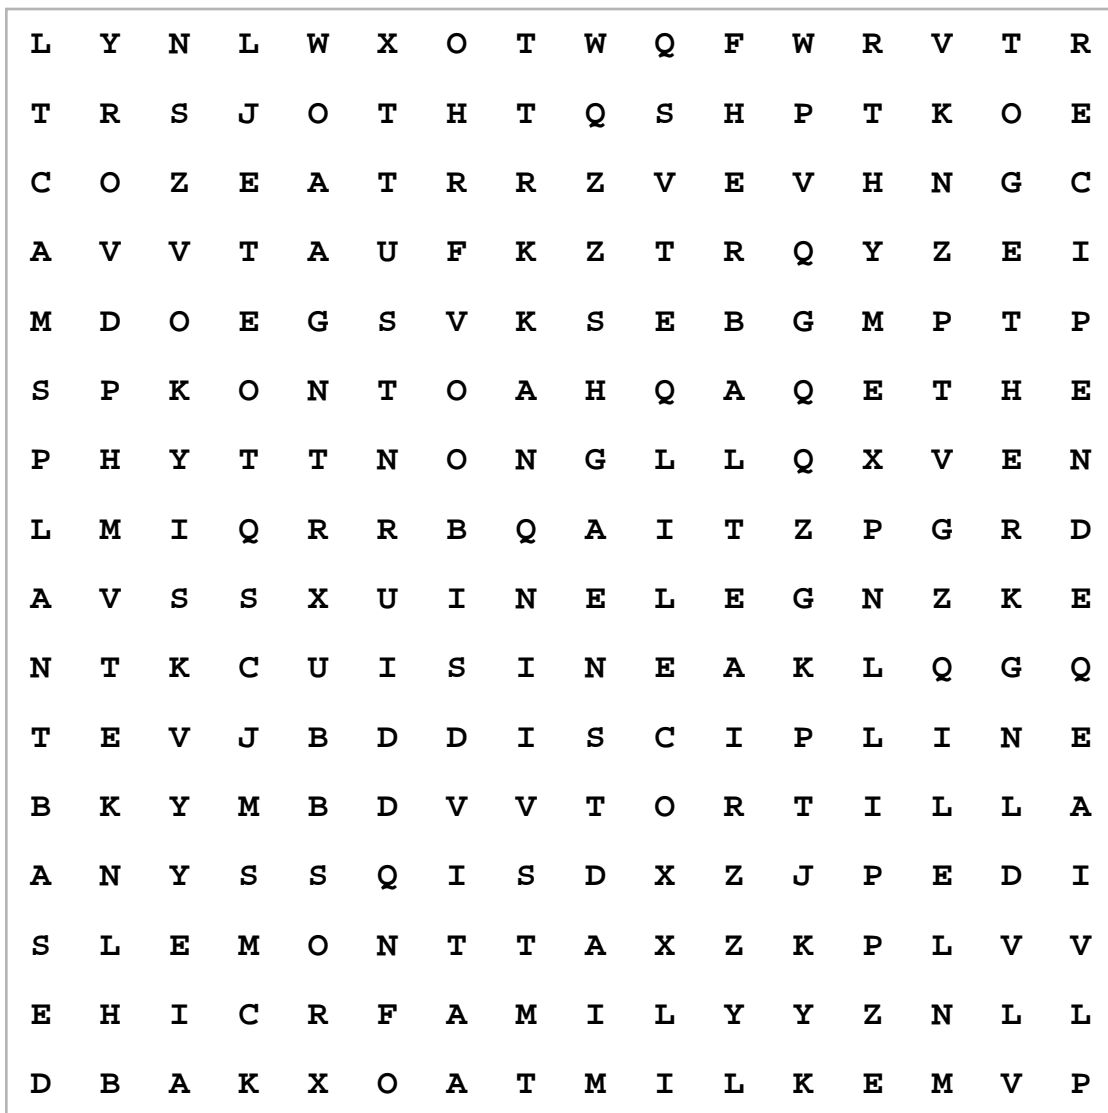 L Y N L W X O T W Q F W R V T R
T R S J O T H T Q S H P T K O E
C O Z E A T R R Z V E V H N G C
A V V T A U F K Z T R Q Y Z E I
M D O E G S V K S E B G M P T P
S P K O N T O A H Q A Q E T H E
P H Y T T N O N G L L Q X V E N
L M I Q R R B Q A I T Z P G R D
A V S S X U I N E L E G N Z K E
N T K C U I S I N E A K L Q G Q
T E V J B D D I S C I P L I N E
B K Y M B D V V T O R T I L L A
A N Y S S Q I S D X Z J P E D I
S L E M O N T T A X Z K P L V V
E H I C R F A M I L Y Y Z N L L
D B A K X O A T M I L K E M V P